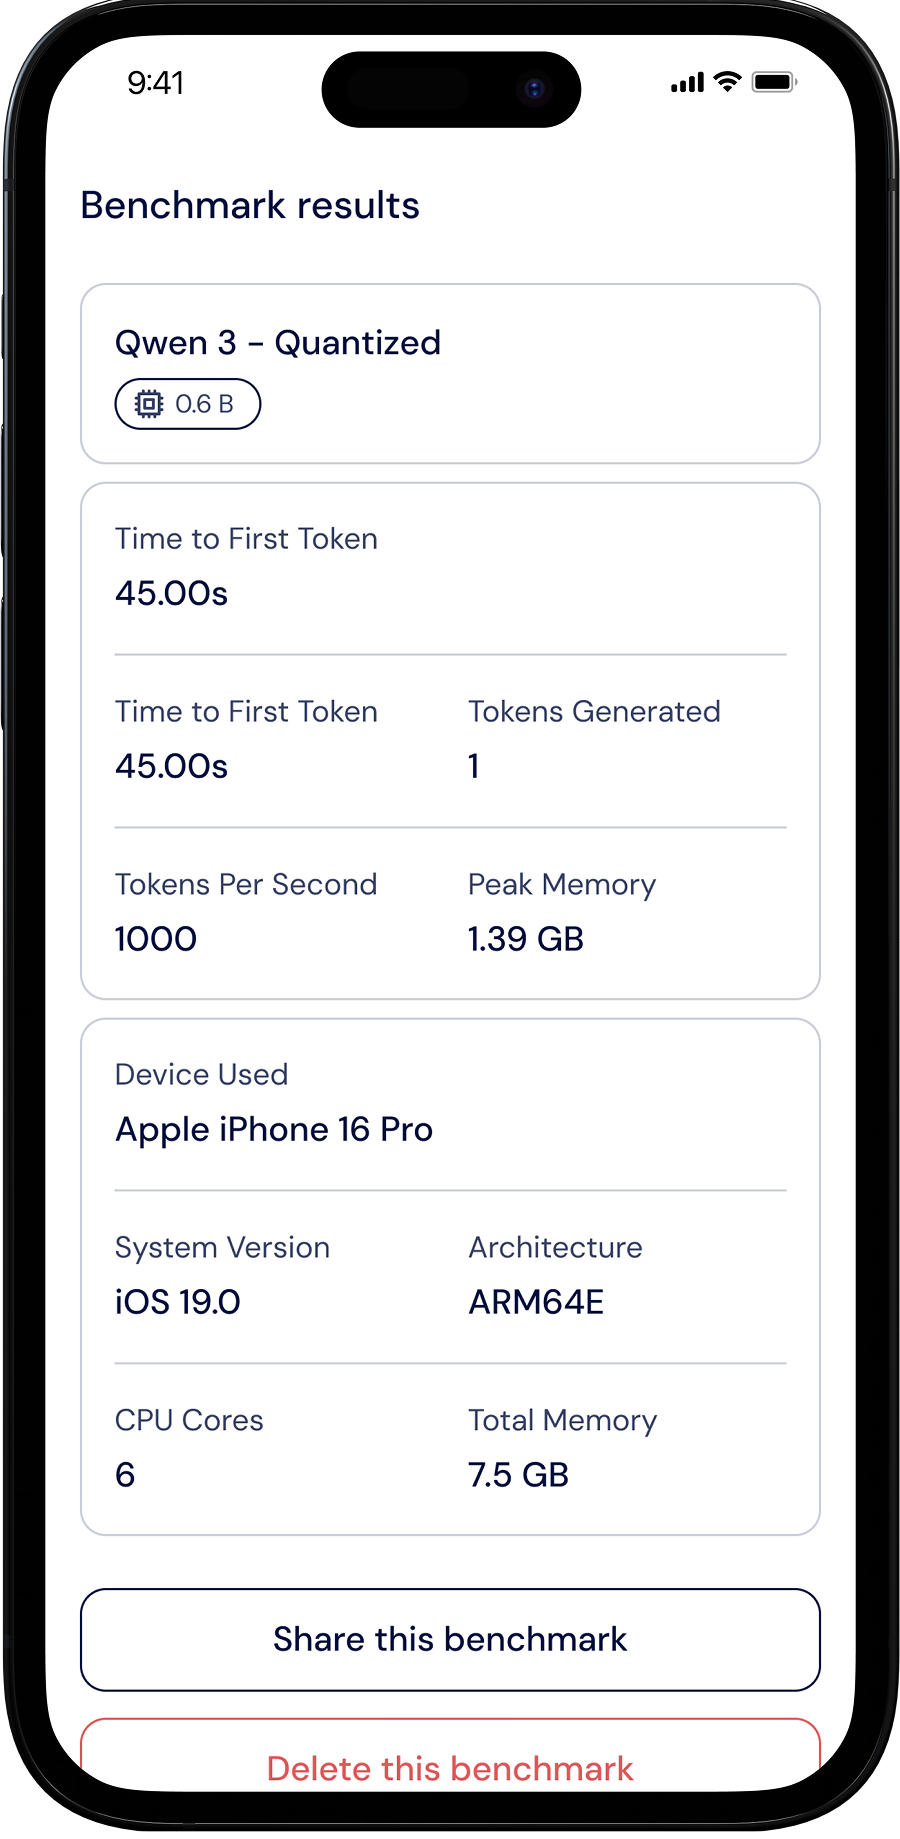 9:41
Benchmark results
Qwen 3 - Quantized
0.6 B
Time to First Token
45.00s
Time to First Token Tokens Generated
45.00s 1
Tokens Per Second Peak Memory
1000 1.39 GB
Device Used
Apple iPhone 16 Pro
System Version Architecture
iOS 19.0 ARM64E
CPU Cores Total Memory
6 7.5 GB
Share this benchmark
Delete this benchmark